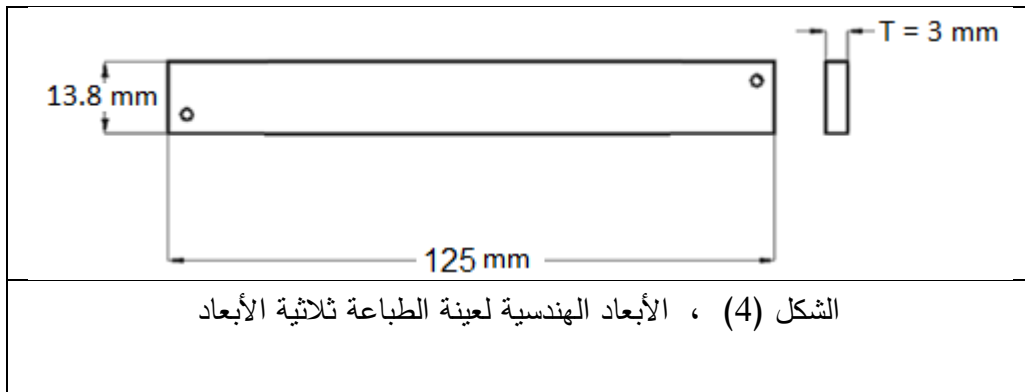 T = 3 mm
13.8 mm
125 mm
الشكل (4) ، الأبعاد الهندسية لعينة الطباعة ثلاثية الأبعاد